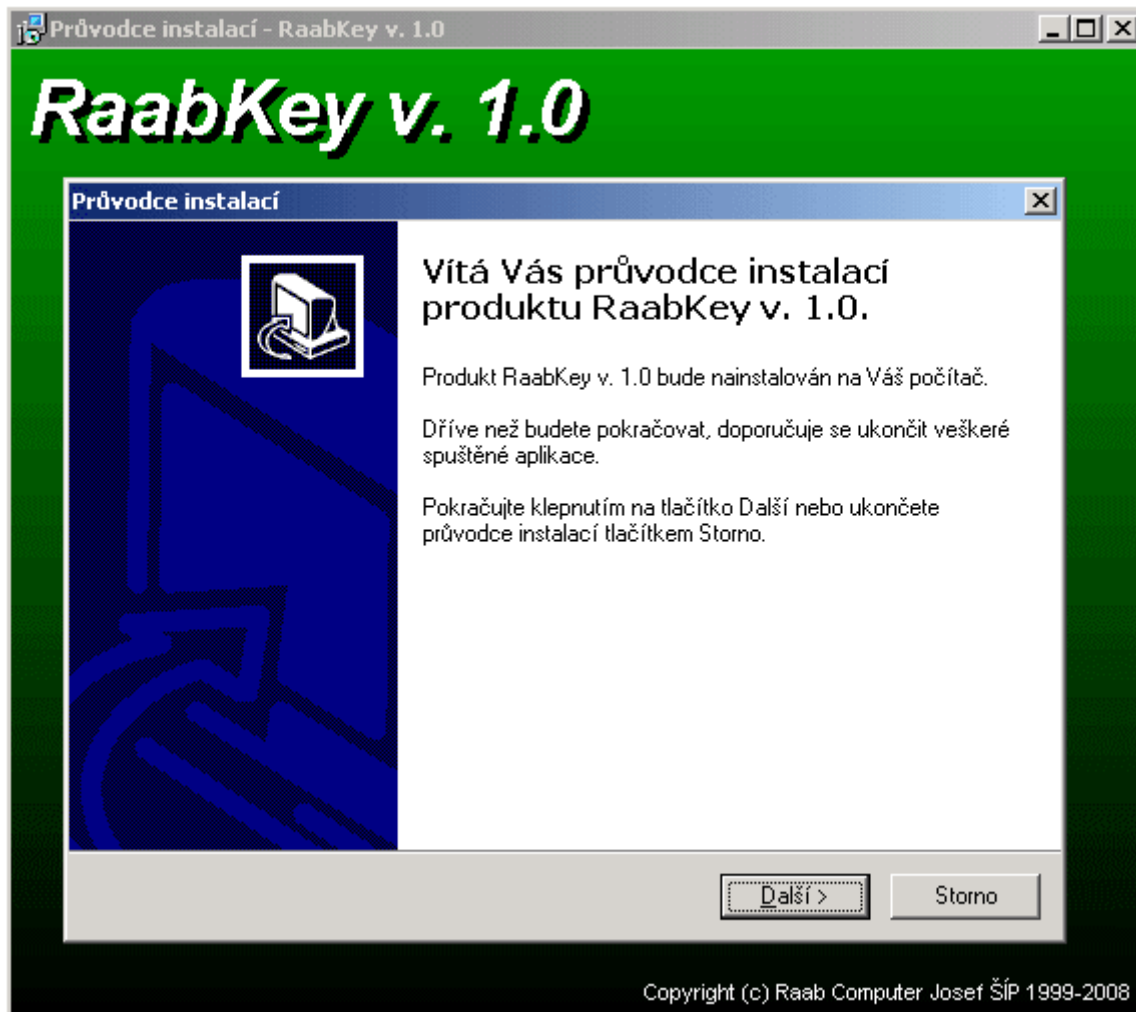 Průvodce instalací - RaabKey v. 1.0
RaabKey v. 1.0
Průvodce instalací
Vítá Vás průvodce instalací
produktu RaabKey v. 1.0.
Produkt RaabKey v. 1.0 bude nainstalován na Váš počítač.
Dříve než budete pokračovat, doporučuje se ukončit veškeré
spuštěné aplikace.
Pokračujte klepnutím na tlačítko Další nebo ukončete
průvodce instalací tlačítkem Storno.
Další >
Storno
Copyright (c) Raab Computer Josef ŠÍP 1999-2008